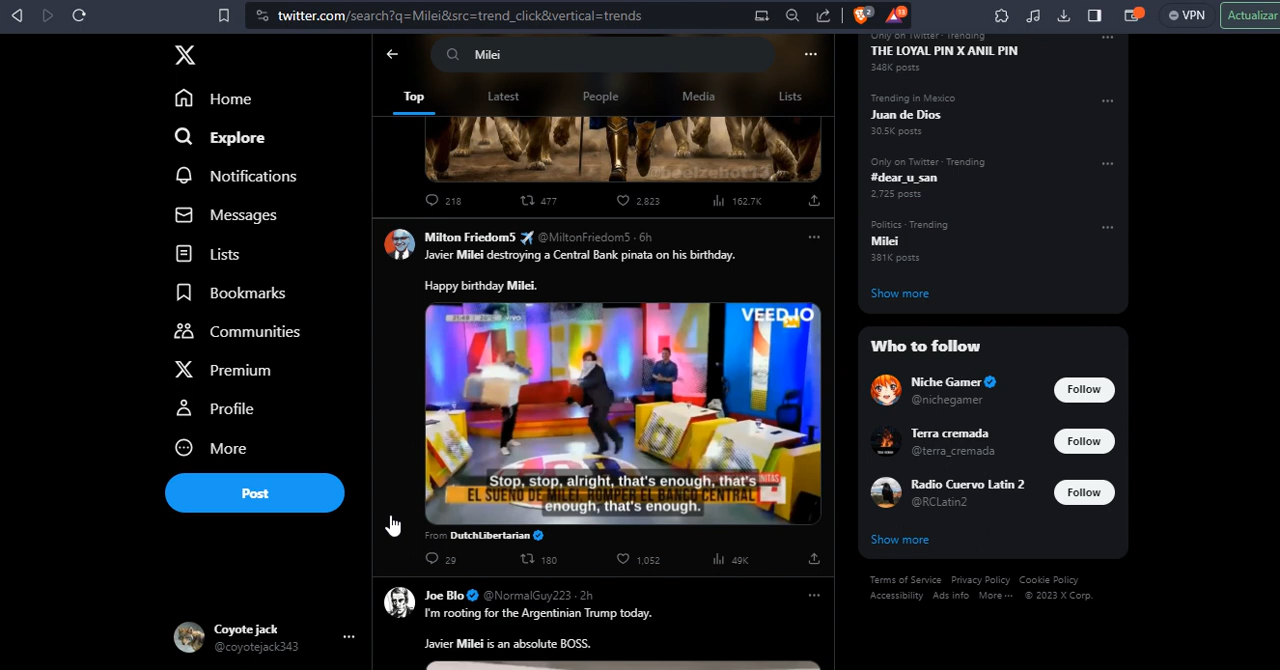 twitter.com/search?q=Milei&src=trend_click&vertical=trends
2
18
VPN
Actualizar
Home
Explore
Notifications
Messages
Lists
Bookmarks
Communities
Premium
Profile
More
Post
Coyote jack
@coyotejack343
Milei
Top Latest People Media Lists
218 477 2,823 162.7K
Milton Friedom5 @MiltonFriedom5 · 6h
Javier Milei destroying a Central Bank pinata on his birthday.
Happy birthday Milei.
VEED.IO
Stop, stop, alright, that's enough, that's
EL SUEÑO DE MILEI, ROMPER EL BANCO CENTRAL
enough, that's enough.
From DutchLibertarian
29 180 1,052 49K
Joe Blo @NormalGuy223 · 2h
I'm rooting for the Argentinian Trump today.
Javier Milei is an absolute BOSS.
Only on Twitter · Trending
THE LOYAL PIN X ANIL PIN
348K posts
Trending in Mexico
Juan de Dios
30.5K posts
Only on Twitter · Trending
#dear_u_san
2,725 posts
Politics · Trending
Milei
381K posts
Show more
Who to follow
Niche Gamer
@nichegamer
Follow
Terra cremada
@terra_cremada
Follow
Radio Cuervo Latin 2
@RCLatin2
Follow
Show more
Terms of Service Privacy Policy Cookie Policy
Accessibility Ads info More ··· © 2023 X Corp.